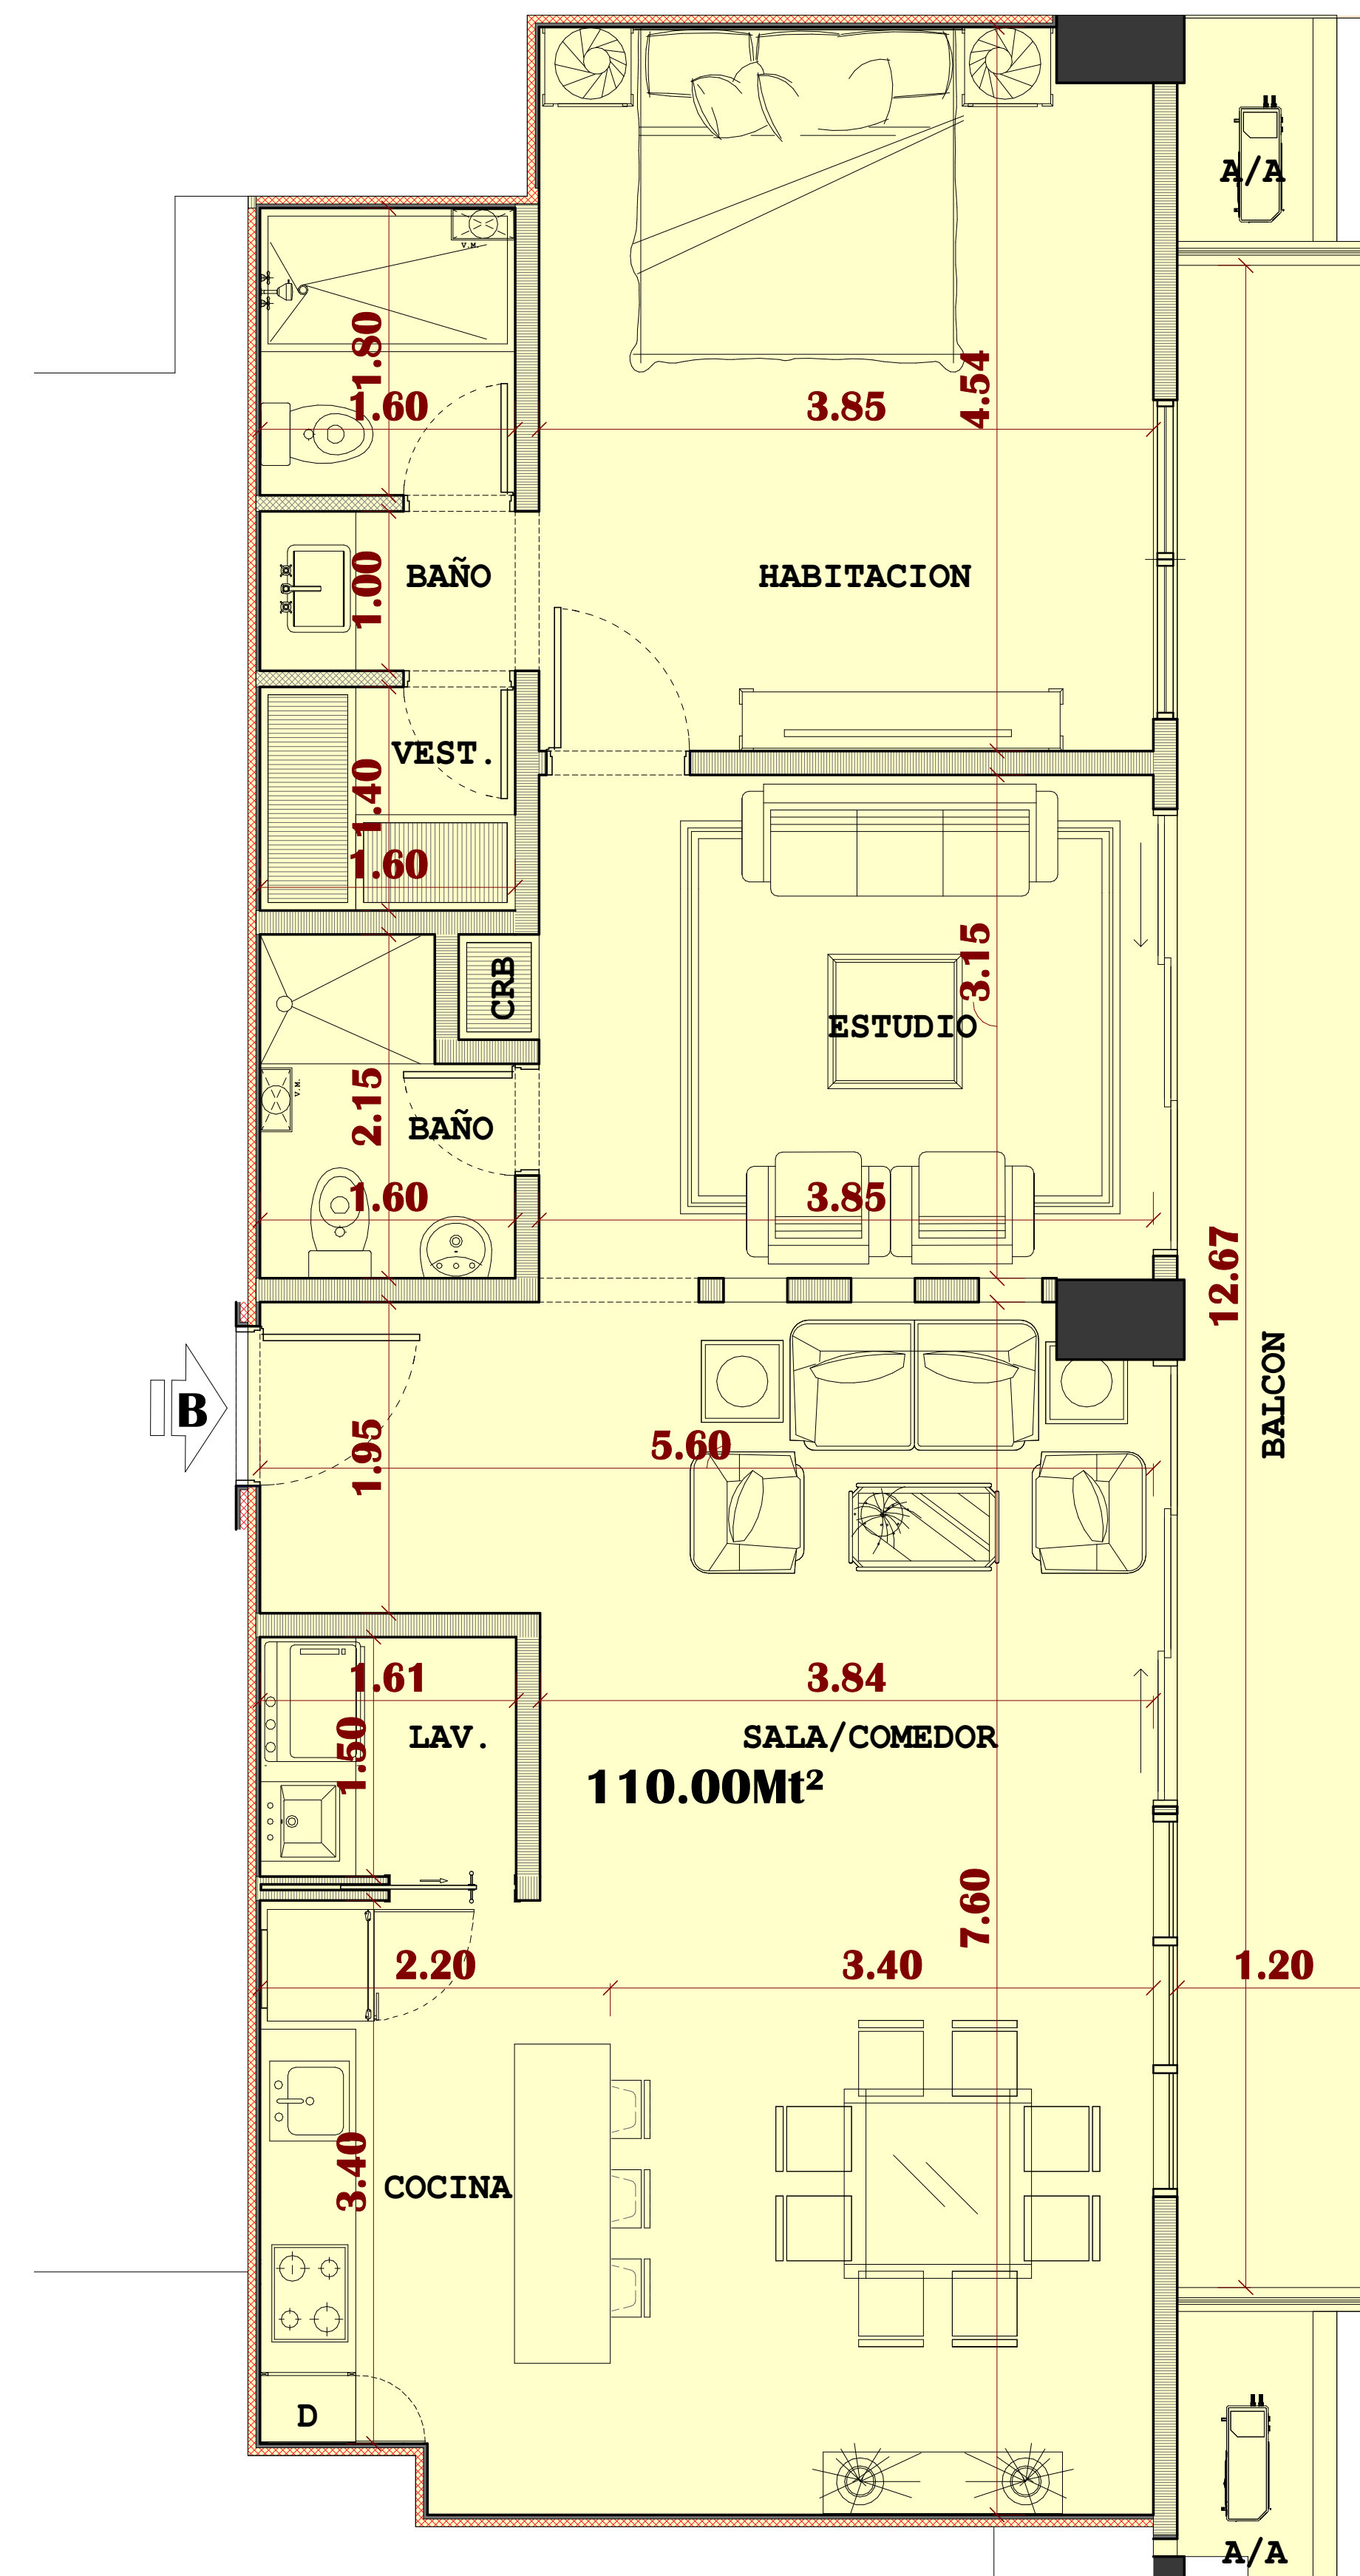 A/A
V.M.
1.80
1.60
3.85
4.54
1.00
BAÑO
HABITACION
VEST.
1.40
1.60
CRB
3.15
ESTUDIO
V.M.
2.15
BAÑO
1.60
3.85
12.67
BALCON
B
1.95
5.60
1.61
3.84
LAV.
SALA/COMEDOR
1.50
110.00Mt²
7.60
2.20
3.40
1.20
3.40
COCINA
D
A/A